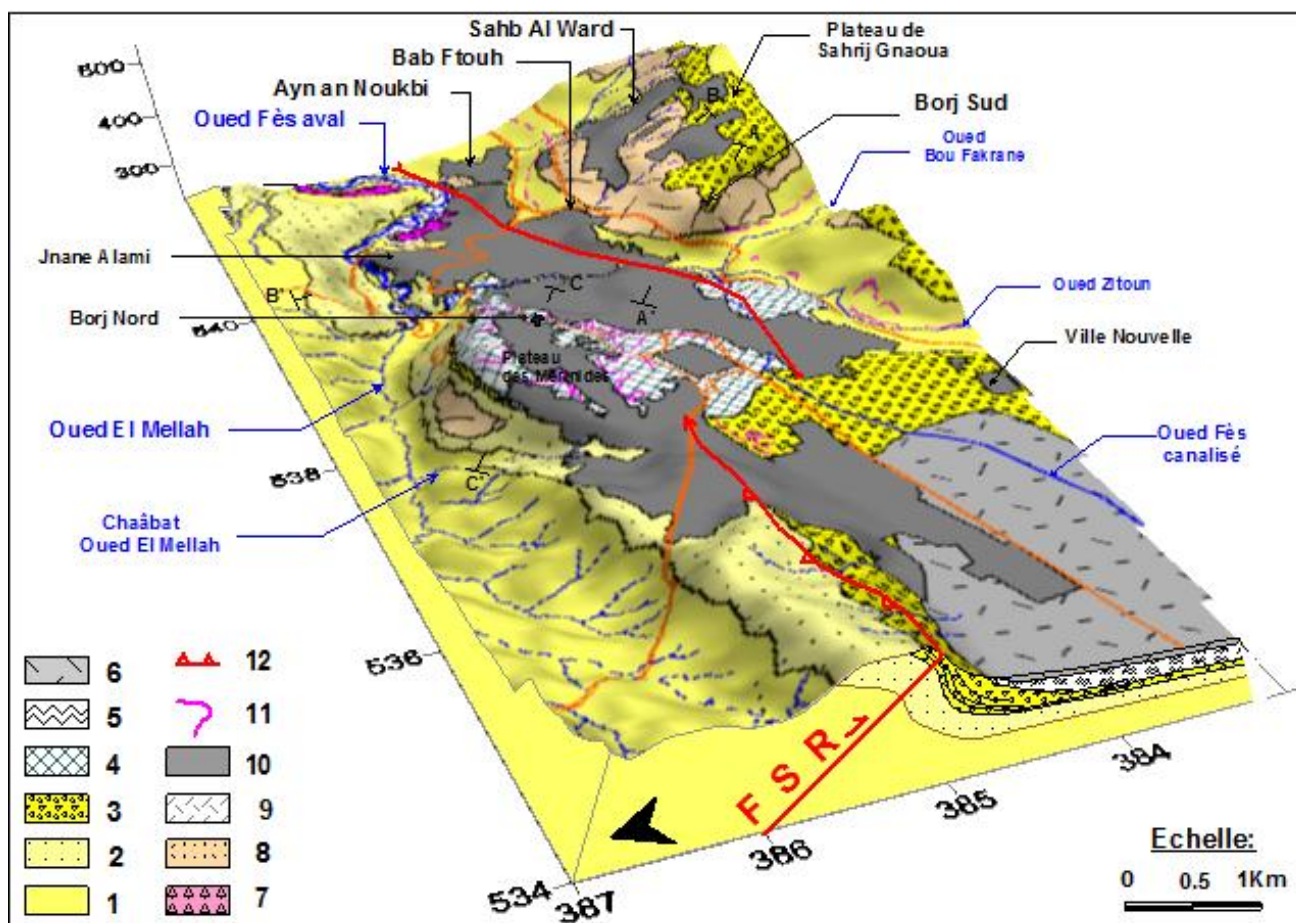 Sahb Al Ward
Plateau de
Sahrij Gnaoua
Bab Ftouh
Ayn an Noukbi
Borj Sud
Oued Fès aval
Oued
Bou Fakrane
500
400
300
B
A
Jnane Alami
B'
C
A'
Oued Zitoun
540
Borj Nord
Ville Nouvelle
Plateau
des Mérinides
Oued El Mellah
Oued Fès
canalisé
538
C'
Chaâbat
Oued El Mellah
536
6
12
5
11
4
10
3
9
2
8
1
7
F S R
384
385
386
534
387
Echelle:
0 0.5 1Km